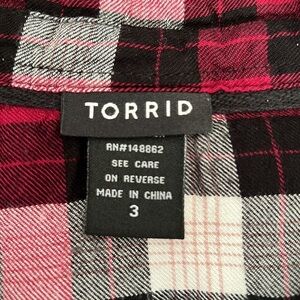 TORRID
RN#148862
SEE CARE
ON REVERSE
MADE IN CHINA
3